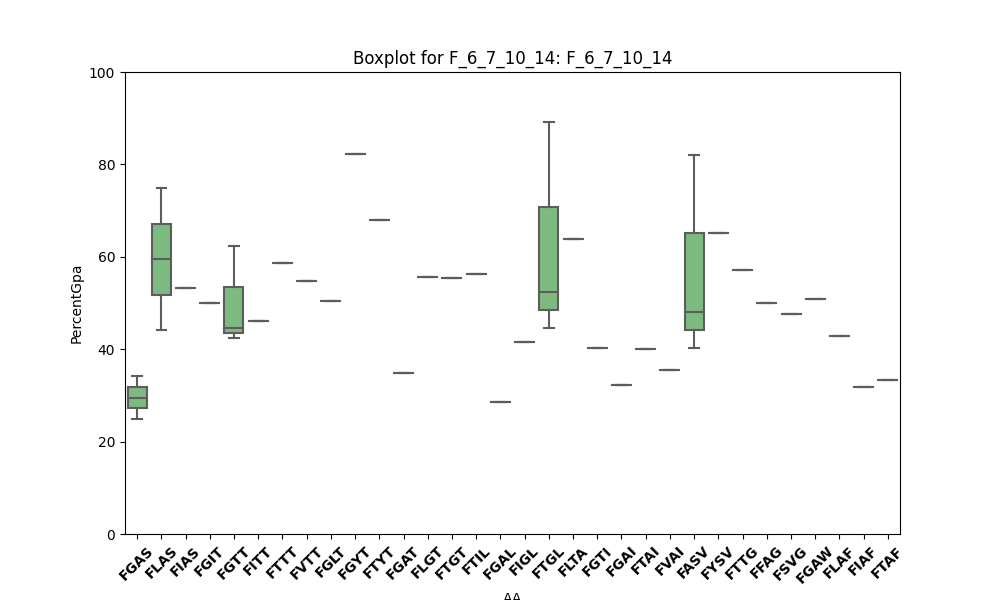 Boxplot for F_6_7_10_14: F_6_7_10_14
100
80
60
40
20
0
PercentGpa
FGAS
FLAS
FIAS
FGIT
FGTT
FITT
FTTT
FVTT
FGLT
FGYT
FTYT
FGAT
FLGT
FTGT
FTIL
FGAL
FIGL
FTGL
FLTA
FGTI
FGAI
FTAI
FVAI
FASV
FYSV
FTTG
FFAG
FSVG
FGAW
FLAF
FIAF
FTAF
AA